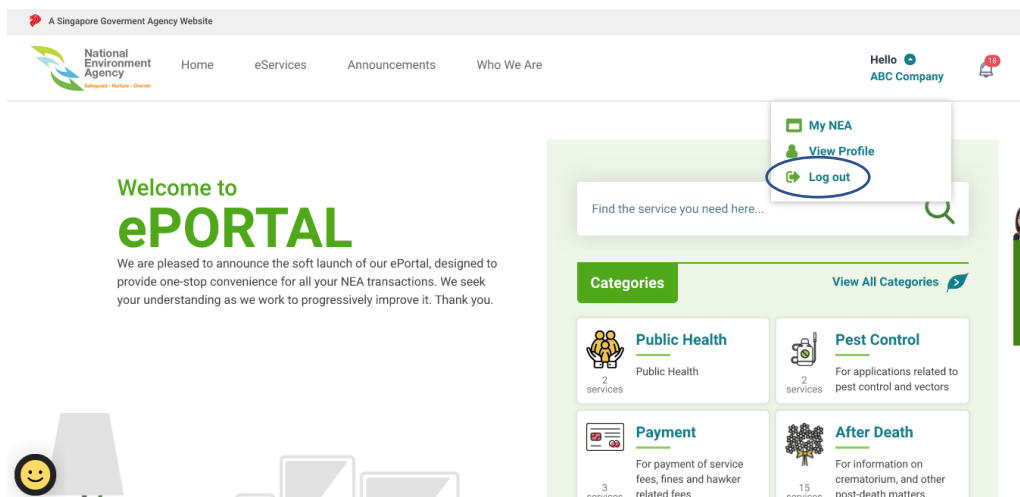 A Singapore Goverment Agency Website
National
Environment
Agency
Safeguard • Nurture • Cherish
Home
eServices
Announcements
Who We Are
Hello
ABC Company
18
My NEA
View Profile
Log out
Welcome to
ePORTAL
We are pleased to announce the soft launch of our ePortal, designed to
provide one-stop convenience for all your NEA transactions. We seek
your understanding as we work to progressively improve it. Thank you.
Find the service you need here...
Categories
View All Categories
Public Health
Public Health
2
services
Pest Control
For applications related to
pest control and vectors
2
services
Payment
For payment of service
fees, fines and hawker
related fees
3
services
After Death
For information on
crematorium, and other
post-death matters
15
services